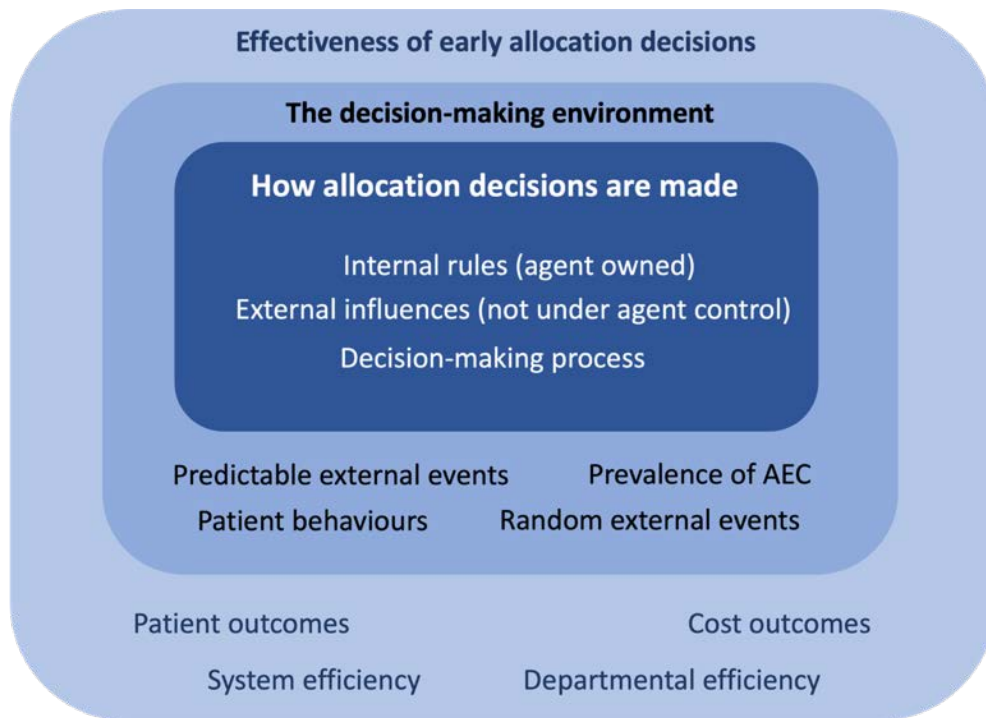 Effectiveness of early allocation decisions
The decision-making environment
How allocation decisions are made
Internal rules (agent owned)
External influences (not under agent control)
Decision-making process
Predictable external events Prevalence of AEC
Patient behaviours Random external events
Patient outcomes Cost outcomes
System efficiency Departmental efficiency